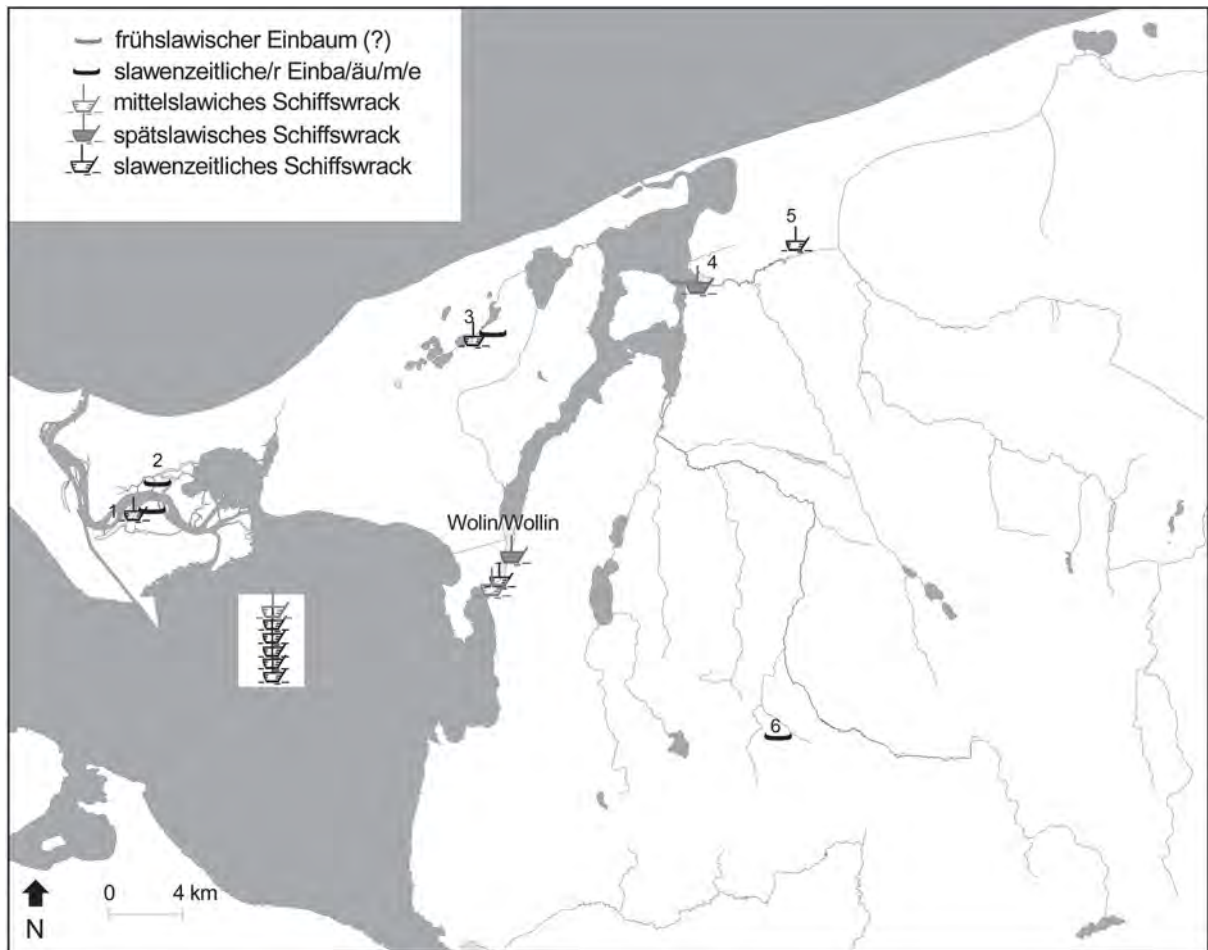 frühslawischer Einbaum (?)
slawenzeitliche/r Einba/äu/m/e
mittelslawiches Schiffswrack
spätslawisches Schiffswrack
slawenzeitliches Schiffswrack
5
4
3
2
1
Wolin/Wollin
6
0 4 km
N